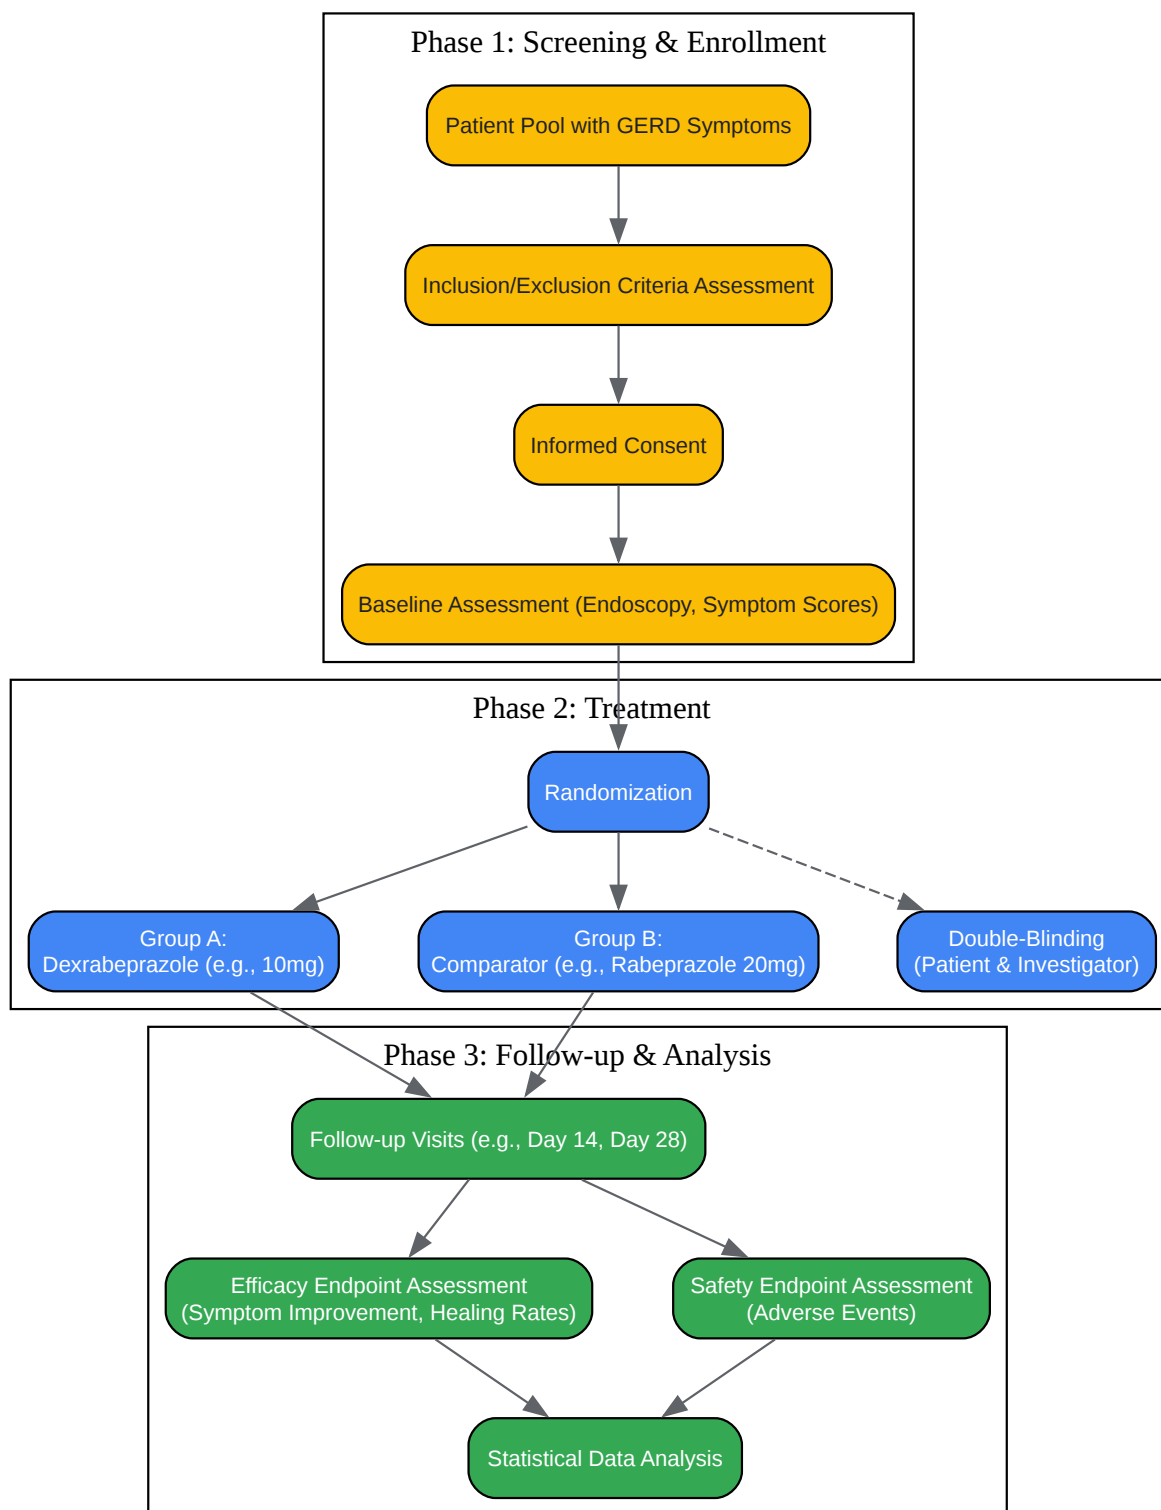 Phase 1: Screening & Enrollment
Patient Pool with GERD Symptoms
Inclusion/Exclusion Criteria Assessment
Informed Consent
Baseline Assessment (Endoscopy, Symptom Scores)
Phase 2: Treatment
Randomization
Group A:
Dexrabeprazole (e.g., 10mg)
Group B:
Comparator (e.g., Rabeprazole 20mg)
Double-Blinding
(Patient & Investigator)
Phase 3: Follow-up & Analysis
Follow-up Visits (e.g., Day 14, Day 28)
Efficacy Endpoint Assessment
(Symptom Improvement, Healing Rates)
Safety Endpoint Assessment
(Adverse Events)
Statistical Data Analysis